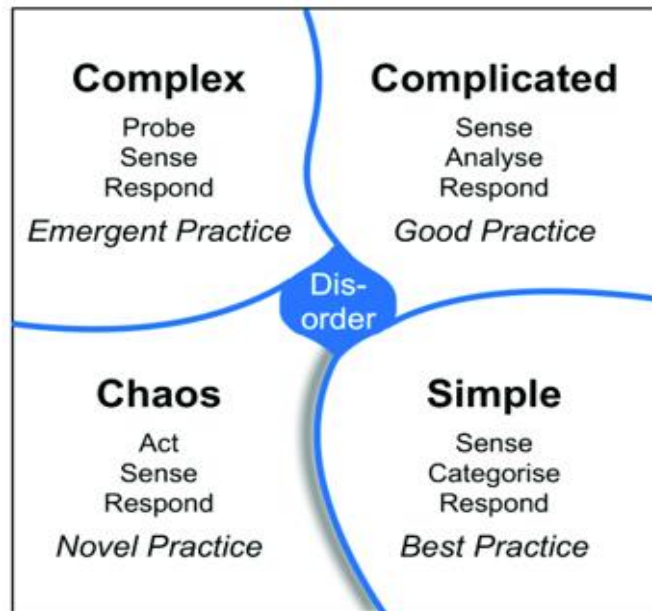 Complex
Probe
Sense
Respond
Emergent Practice
Complicated
Sense
Analyse
Respond
Good Practice
Dis-
order
Chaos
Act
Sense
Respond
Novel Practice
Simple
Sense
Categorise
Respond
Best Practice